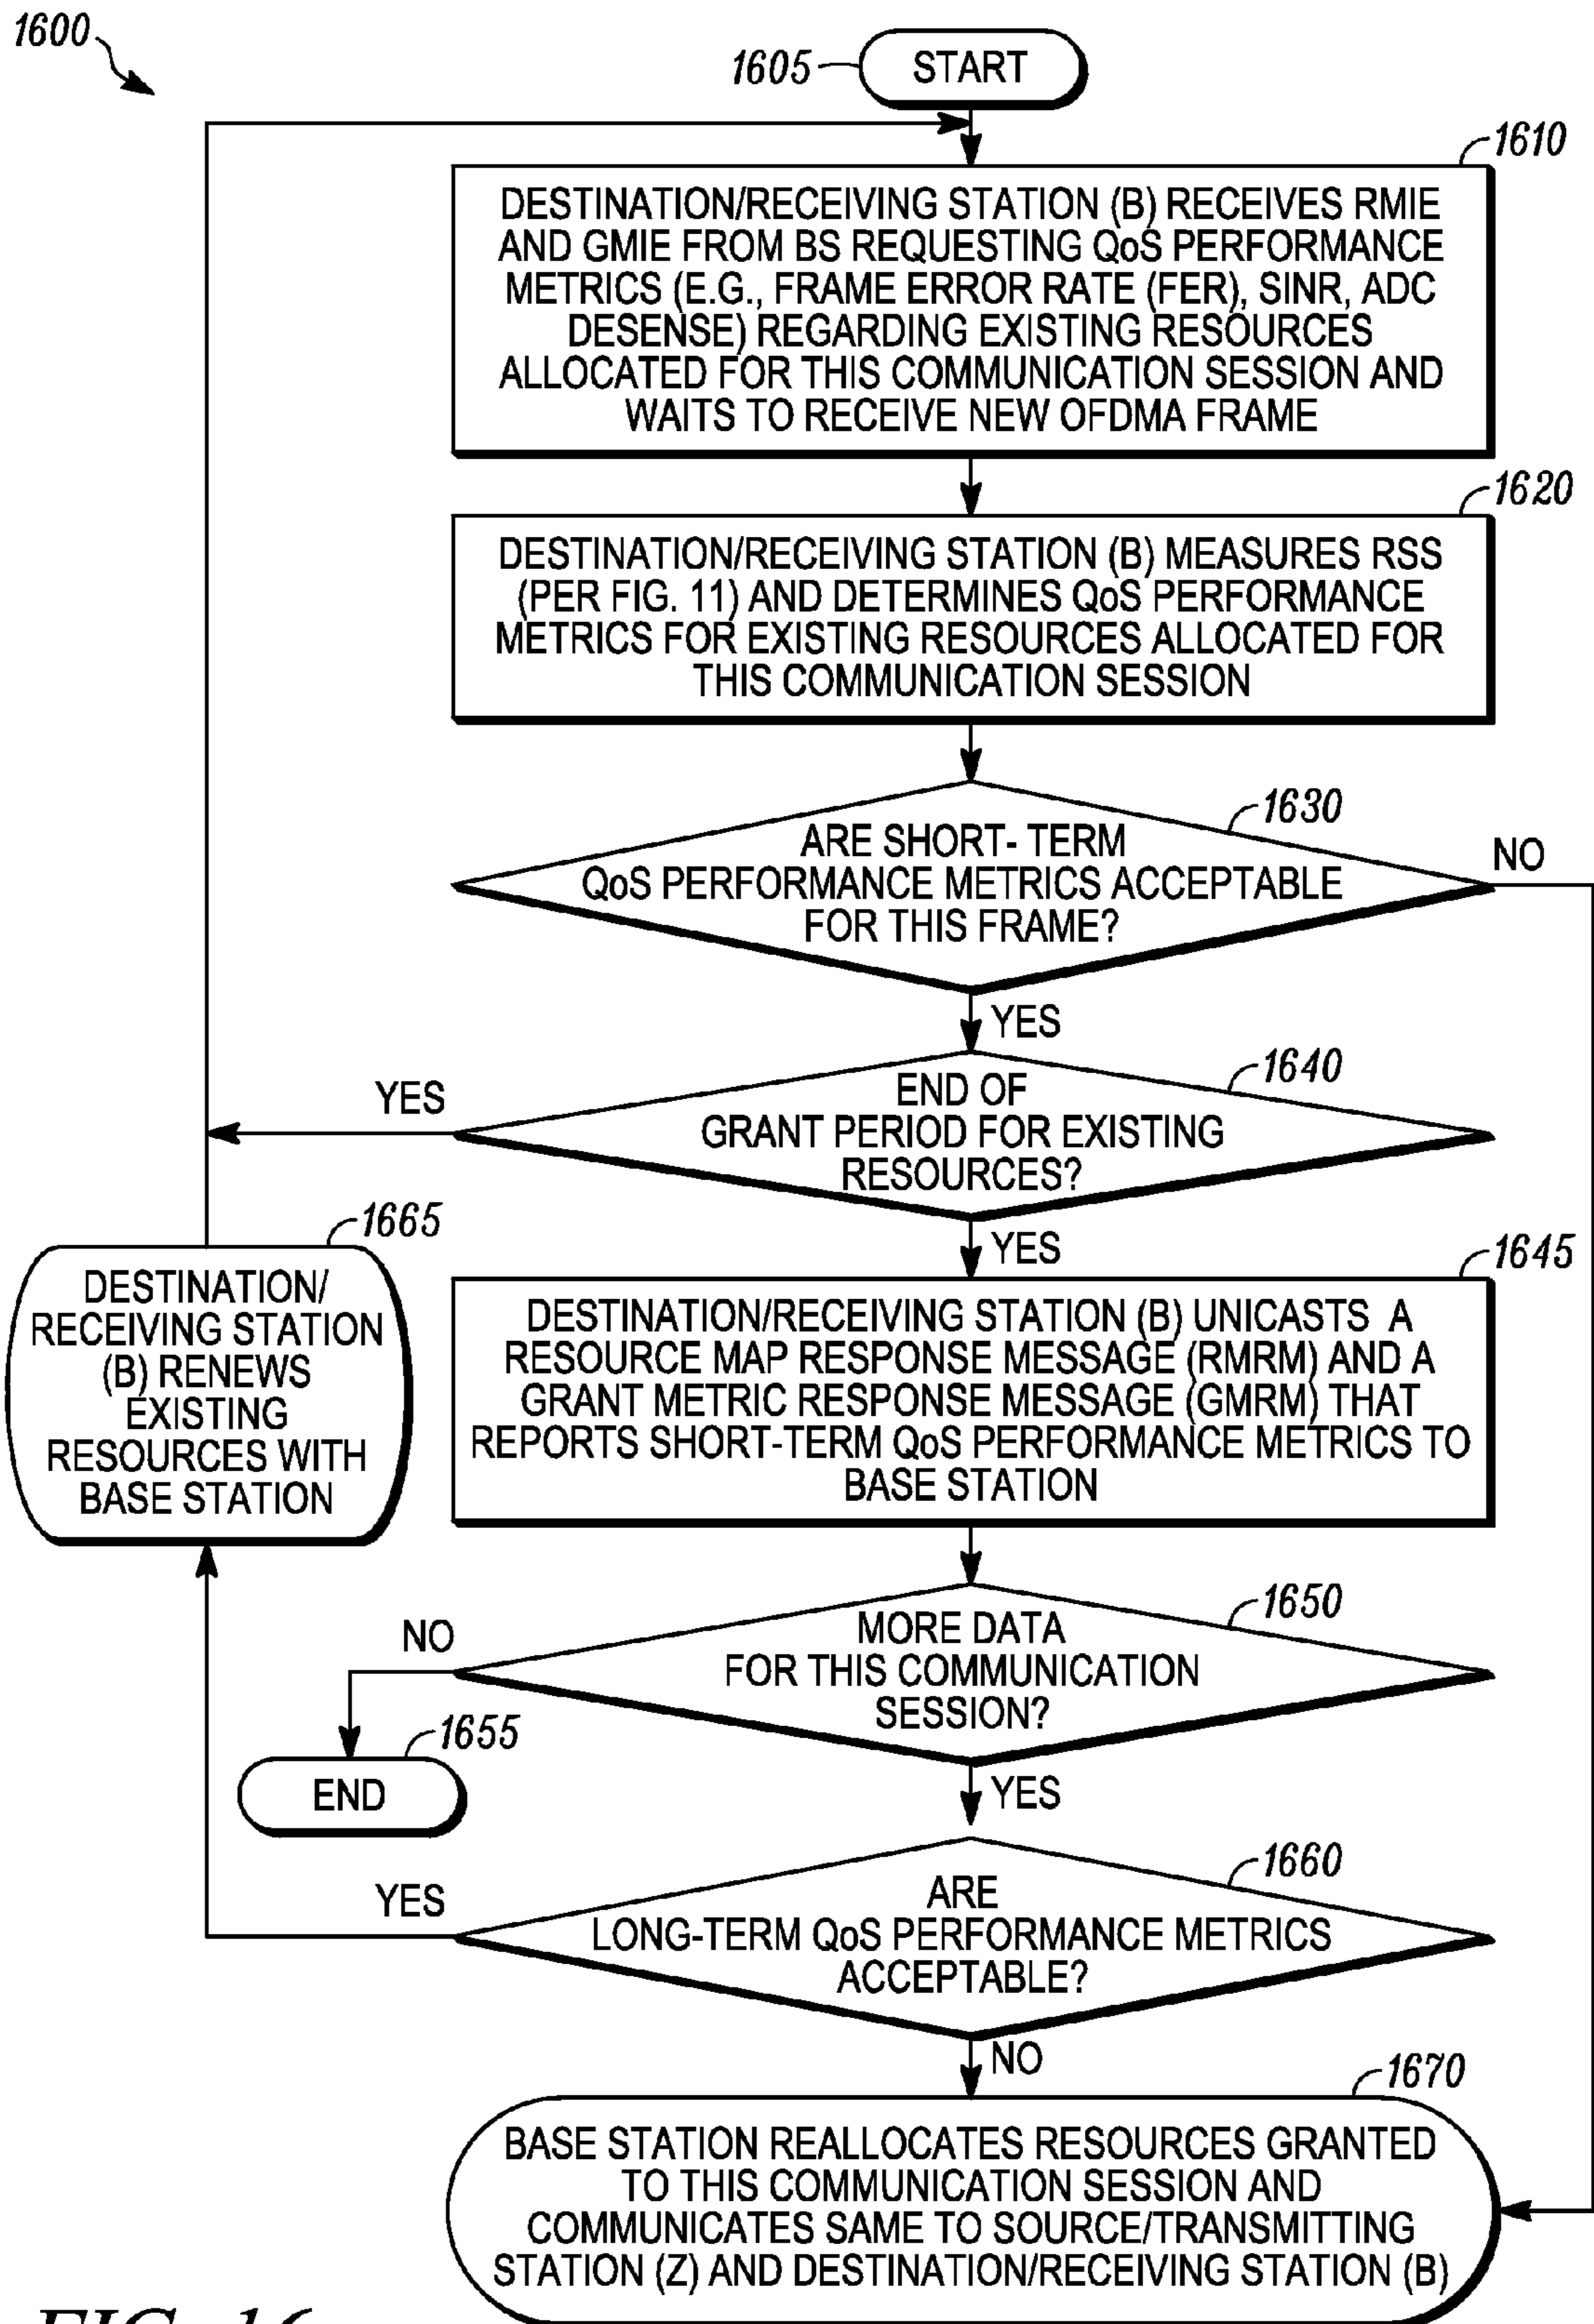 1600
1605
START
1610
DESTINATION/RECEIVING STATION (B) RECEIVES RMIE
AND GMIE FROM BS REQUESTING QoS PERFORMANCE
METRICS (E.G., FRAME ERROR RATE (FER), SINR, ADC
DESENSE) REGARDING EXISTING RESOURCES
ALLOCATED FOR THIS COMMUNICATION SESSION AND
WAITS TO RECEIVE NEW OFDMA FRAME
1620
DESTINATION/RECEIVING STATION (B) MEASURES RSS
(PER FIG. 11) AND DETERMINES QoS PERFORMANCE
METRICS FOR EXISTING RESOURCES ALLOCATED FOR
THIS COMMUNICATION SESSION
1630
ARE SHORT- TERM
QoS PERFORMANCE METRICS ACCEPTABLE
FOR THIS FRAME?
NO
YES
1640
END OF
GRANT PERIOD FOR EXISTING
RESOURCES?
YES
YES
1665
DESTINATION/
RECEIVING STATION
(B) RENEWS
EXISTING
RESOURCES WITH
BASE STATION
1645
DESTINATION/RECEIVING STATION (B) UNICASTS A
RESOURCE MAP RESPONSE MESSAGE (RMRM) AND A
GRANT METRIC RESPONSE MESSAGE (GMRM) THAT
REPORTS SHORT-TERM QoS PERFORMANCE METRICS TO
BASE STATION
1650
MORE DATA
FOR THIS COMMUNICATION
SESSION?
NO
1655
END
YES
1660
ARE
LONG-TERM QoS PERFORMANCE METRICS
ACCEPTABLE?
YES
NO
1670
BASE STATION REALLOCATES RESOURCES GRANTED
TO THIS COMMUNICATION SESSION AND
COMMUNICATES SAME TO SOURCE/TRANSMITTING
STATION (Z) AND DESTINATION/RECEIVING STATION (B)
FIG. 16